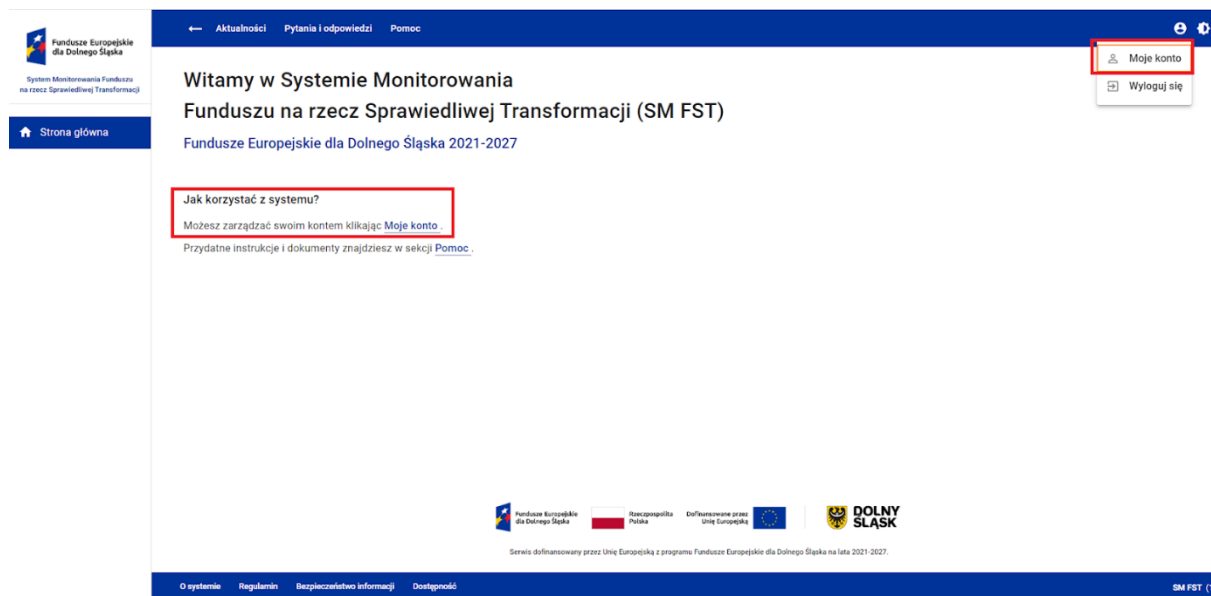 Fundusze Europejskie
dla Dolnego Śląska
System Monitorowania Funduszu
na rzecz Sprawiedliwej Transformacji
Strona główna
Aktualności Pytania i odpowiedzi Pomoc
Moje konto
Wyloguj się
Witamy w Systemie Monitorowania
Funduszu na rzecz Sprawiedliwej Transformacji (SM FST)
Fundusze Europejskie dla Dolnego Śląska 2021-2027
Jak korzystać z systemu?
Możesz zarządzać swoim kontem klikając Moje konto .
Przydatne instrukcje i dokumenty znajdziesz w sekcji Pomoc .
Fundusze Europejskie
dla Dolnego Śląska
Rzeczpospolita
Polska
Dofinansowane przez
Unię Europejską
DOLNY
ŚLĄSK
Serwis dofinansowany przez Unię Europejską z programu Fundusze Europejskie dla Dolnego Śląska na lata 2021-2027.
O systemie Regulamin Bezpieczeństwo informacji Dostępność
SM FST